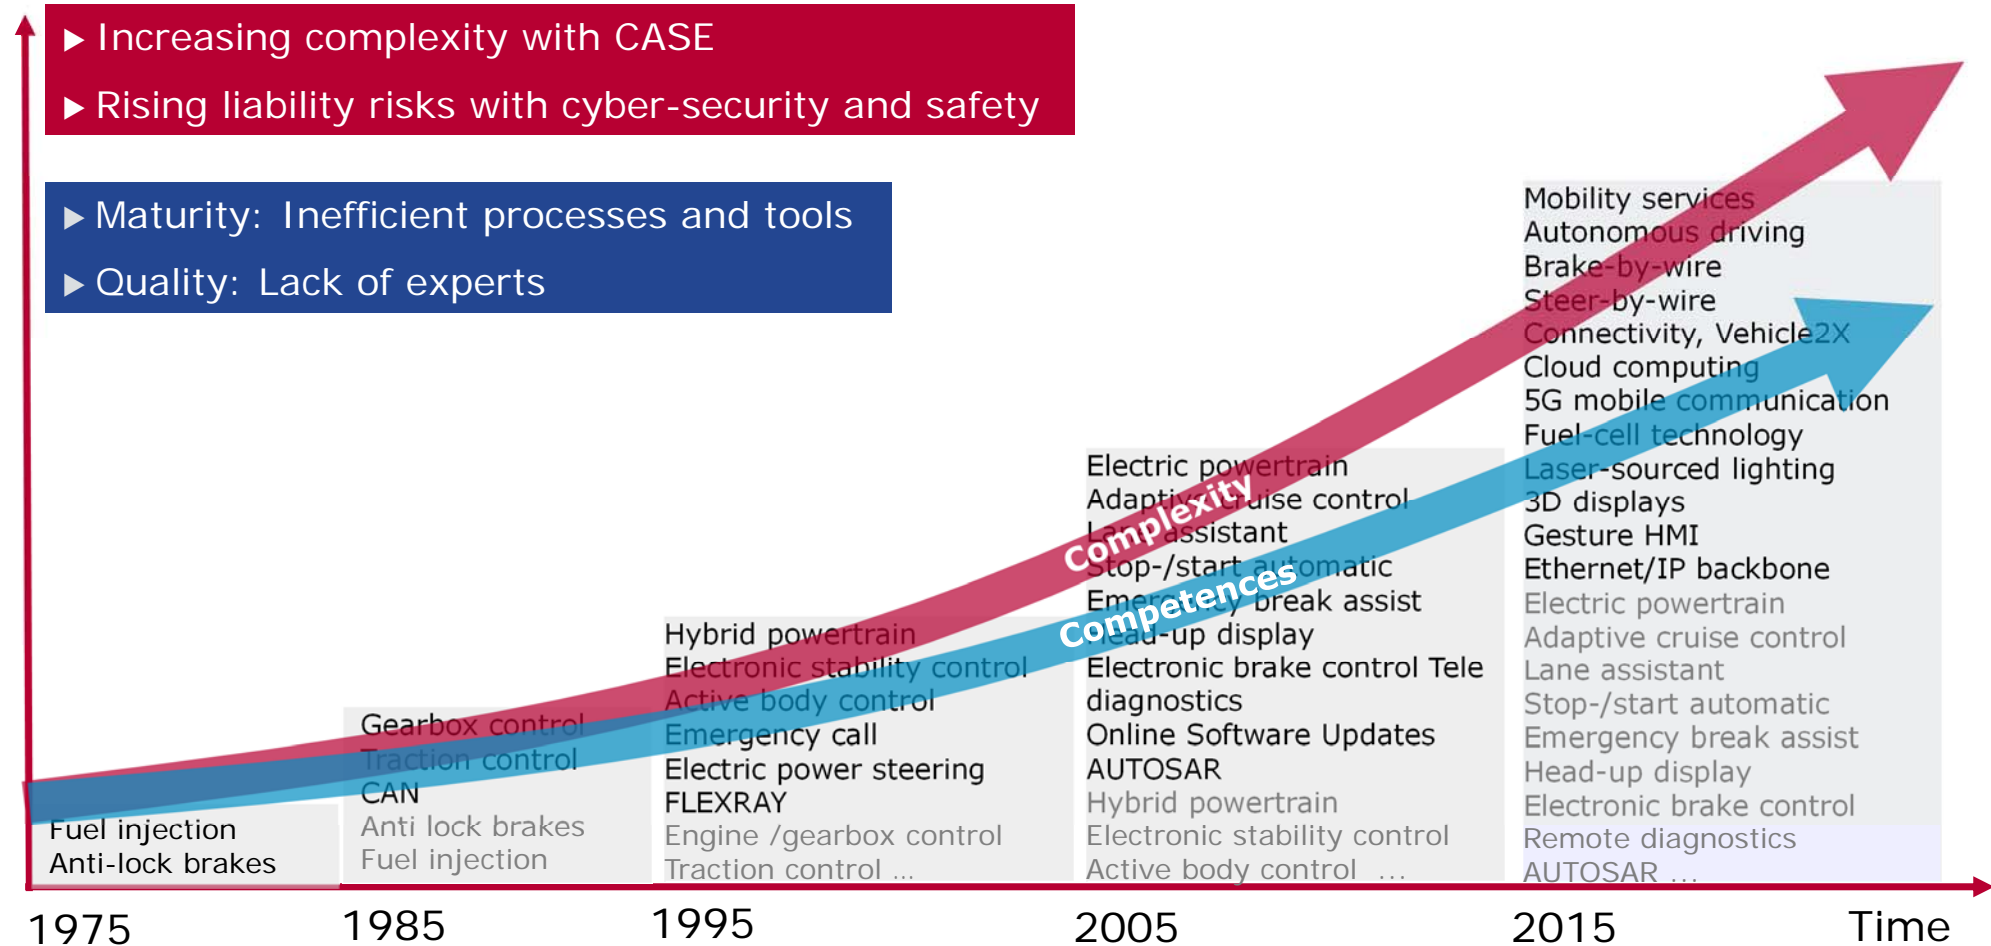 ▶ Increasing complexity with CASE
▶ Rising liability risks with cyber-security and safety
▶ Maturity: Inefficient processes and tools
▶ Quality: Lack of experts
Complexity
Competences
Fuel injection
Anti-lock brakes
Gearbox control
Traction control
CAN
Anti lock brakes
Fuel injection
Hybrid powertrain
Electronic stability control
Active body control
Emergency call
Electric power steering
FLEXRAY
Engine /gearbox control
Traction control ...
Electric powertrain
Adaptive cruise control
Lane assistant
Stop-/start automatic
Emergency break assist
Head-up display
Electronic brake control Tele
diagnostics
Online Software Updates
AUTOSAR
Hybrid powertrain
Electronic stability control
Active body control ...
Mobility services
Autonomous driving
Brake-by-wire
Steer-by-wire
Connectivity, Vehicle2X
Cloud computing
5G mobile communication
Fuel-cell technology
Laser-sourced lighting
3D displays
Gesture HMI
Ethernet/IP backbone
Electric powertrain
Adaptive cruise control
Lane assistant
Stop-/start automatic
Emergency break assist
Head-up display
Electronic brake control
Remote diagnostics
AUTOSAR ...
1975
1985
1995
2005
2015
Time